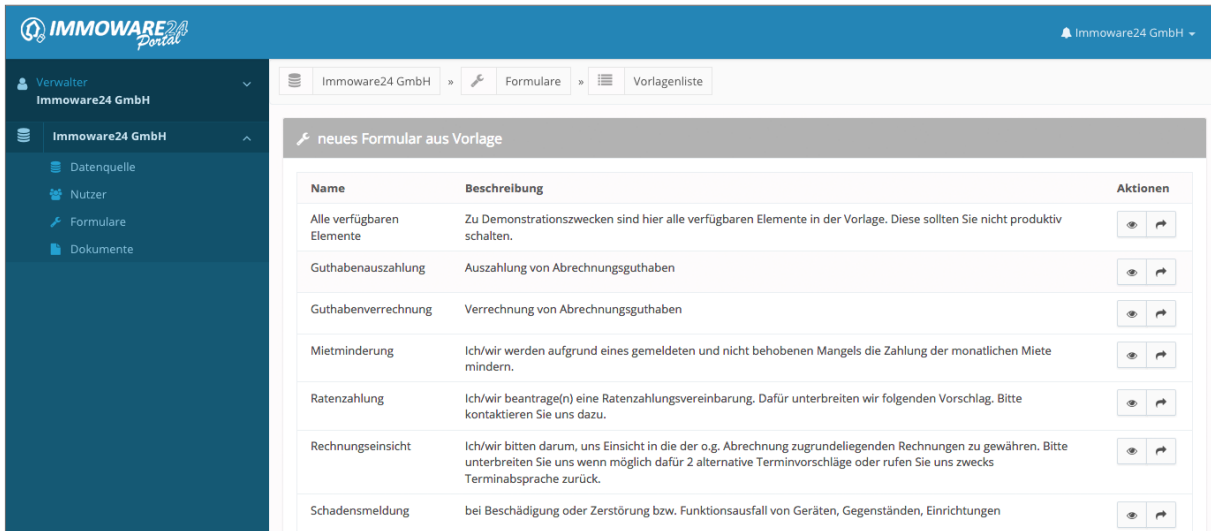 IMMOWARE24
Portal
Immoware24 GmbH
Verwalter
Immoware24 GmbH
Immoware24 GmbH
Datenquelle
Nutzer
Formulare
Dokumente
Immoware24 GmbH » Formulare » Vorlagenliste
neues Formular aus Vorlage
Name Beschreibung Aktionen
Alle verfügbaren
Elemente
Zu Demonstrationszwecken sind hier alle verfügbaren Elemente in der Vorlage. Diese sollten Sie nicht produktiv
schalten.
Guthabenauszahlung Auszahlung von Abrechnungsguthaben
Guthabenverrechnung Verrechnung von Abrechnungsguthaben
Mietminderung
Ich/wir werden aufgrund eines gemeldeten und nicht behobenen Mangels die Zahlung der monatlichen Miete
mindern.
Ratenzahlung
Ich/wir beantrage(n) eine Ratenzahlungsvereinbarung. Dafür unterbreiten wir folgenden Vorschlag. Bitte
kontaktieren Sie uns dazu.
Rechnungseinsicht
Ich/wir bitten darum, uns Einsicht in die der o.g. Abrechnung zugrundeliegenden Rechnungen zu gewähren. Bitte
unterbreiten Sie uns wenn möglich dafür 2 alternative Terminvorschläge oder rufen Sie uns zwecks
Terminabsprache zurück.
Schadensmeldung bei Beschädigung oder Zerstörung bzw. Funktionsausfall von Geräten, Gegenständen, Einrichtungen